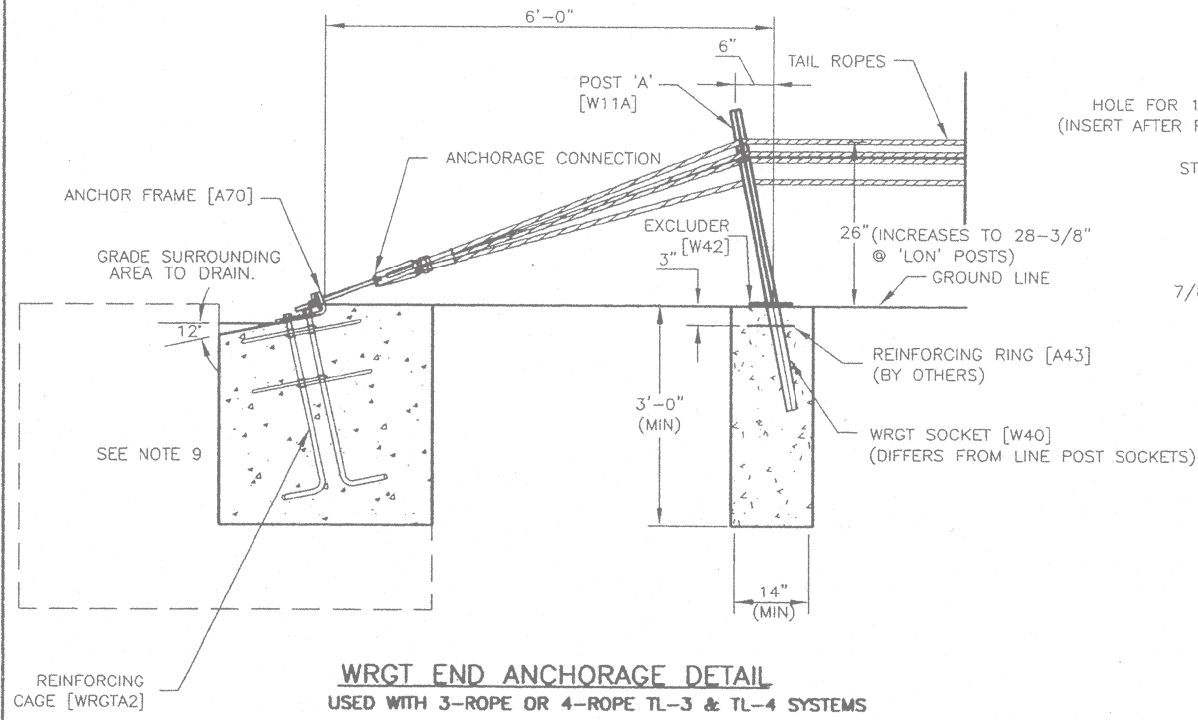 6'-0"
6"
TAIL ROPES
POST 'A'
[W11A]
HOLE FOR 1
(INSERT AFTER
ANCHORAGE CONNECTION
ST
ANCHOR FRAME [A70]
EXCLUDER
[W42]
3"
26" (INCREASES TO 28-3/8"
@ 'LON' POSTS)
GROUND LINE
GRADE SURROUNDING
AREA TO DRAIN.
7/8
12°
REINFORCING RING [A43]
(BY OTHERS)
3'-0"
(MIN)
WRGT SOCKET [W40]
(DIFFERS FROM LINE POST SOCKETS)
SEE NOTE 9
14"
(MIN)
REINFORCING
CAGE [WRGTA2]
WRGT END ANCHORAGE DETAIL
USED WITH 3-ROPE OR 4-ROPE TL-3 & TL-4 SYSTEMS